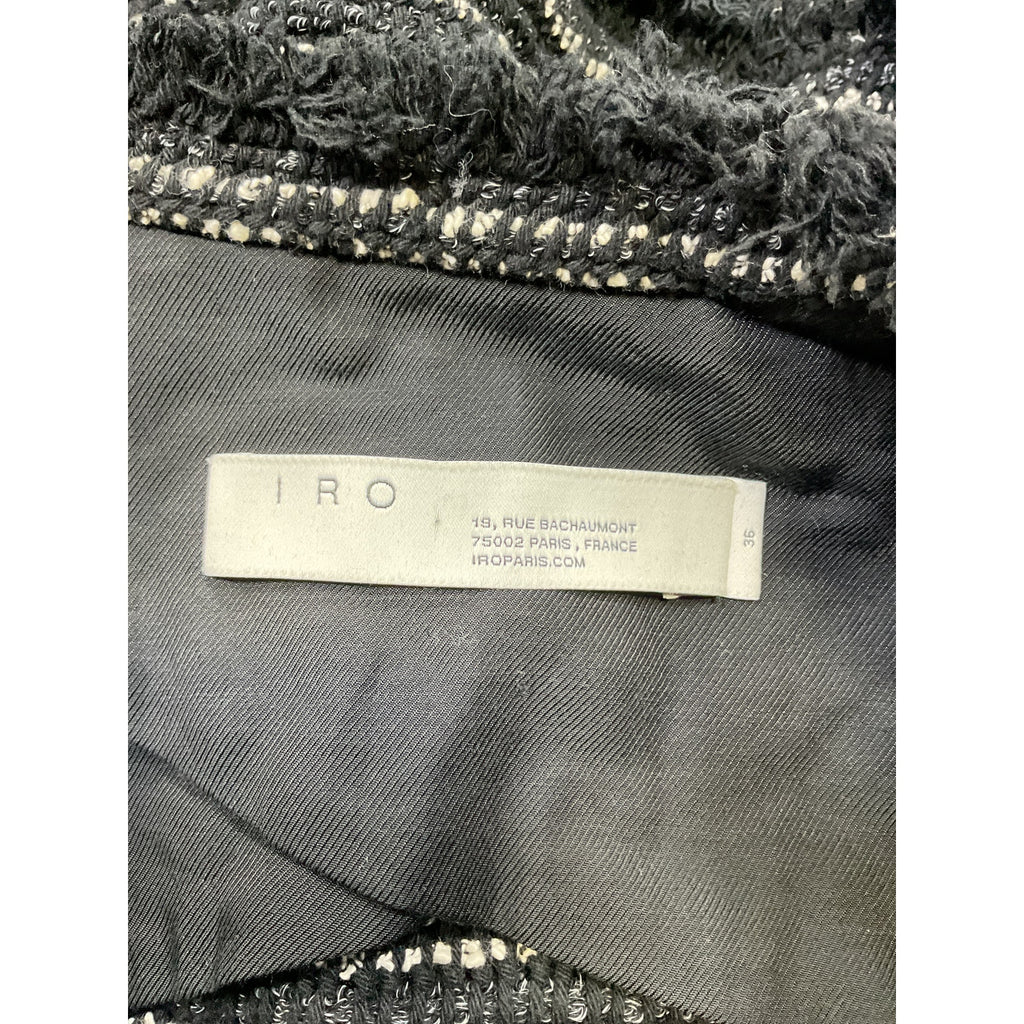 I R O
19, RUE BACHAUMONT
75002 PARIS, FRANCE
IROPARIS.COM
36